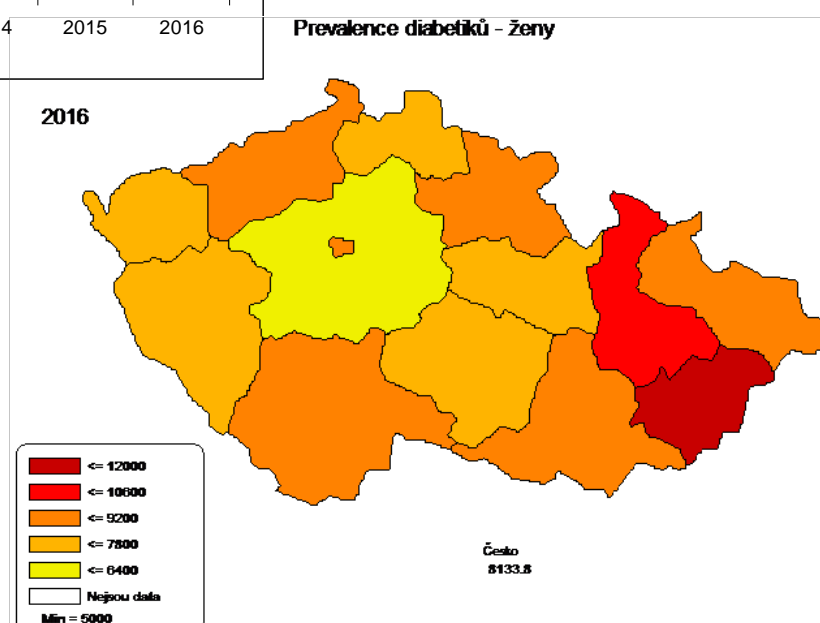 4 2015 2016
Prevalence diabetiků - ženy
2016
<= 12000
<= 10600
<= 9200
<= 7800
<= 6400
Nejsou data
Min = 5000
Česko
8133.8